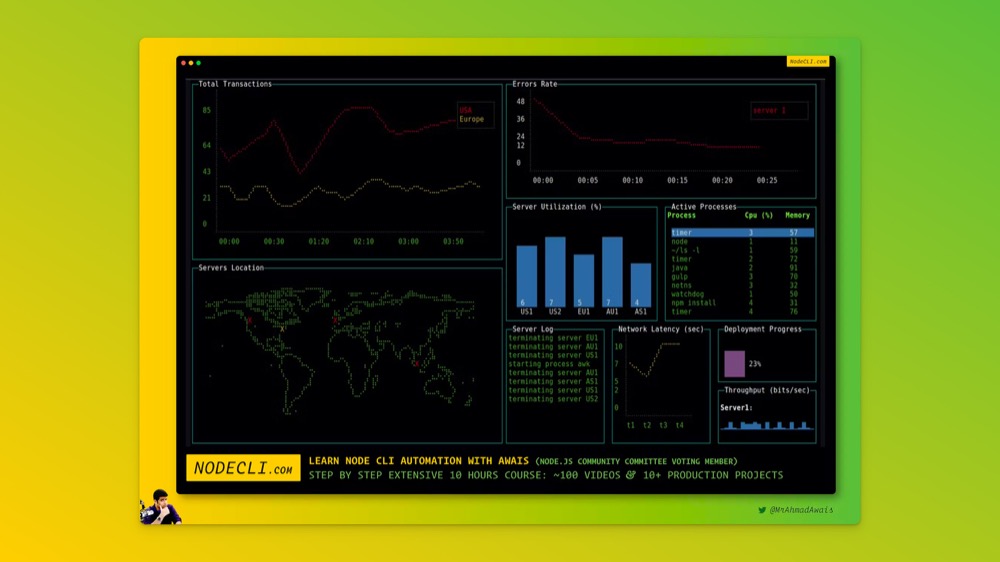 NodeCLI.com
Total Transactions
85
64
43
21
0
USA
Europe
00:00 00:30 01:20 02:10 03:00 03:50
Errors Rate
48
36
24
12
0
server 1
00:00 00:05 00:10 00:15 00:20 00:25
Server Utilization (%)
6 7 5 7 4
US1 US2 EU1 AU1 AS1
Active Processes
Process Cpu (%) Memory
timer 3 57
node 1 11
~/ls -l 1 59
timer 2 72
java 2 91
gulp 3 70
netns 3 32
watchdog 1 50
npm install 4 31
timer 4 76
Servers Location
X
Server Log
terminating server EU1
terminating server AU1
terminating server US1
starting process awk
terminating server AU1
terminating server AS1
terminating server US1
terminating server US2
Network Latency (sec)
10
7
5
2
0
t1 t2 t3 t4
Deployment Progress
23%
Throughput (bits/sec)
Server1:
NODECLI.COM
LEARN NODE CLI AUTOMATION WITH AWAIS (NODE.JS COMMUNITY COMMITTEE VOTING MEMBER)
STEP BY STEP EXTENSIVE 10 HOURS COURSE: ~100 VIDEOS & 10+ PRODUCTION PROJECTS
@MrAhmadAwais